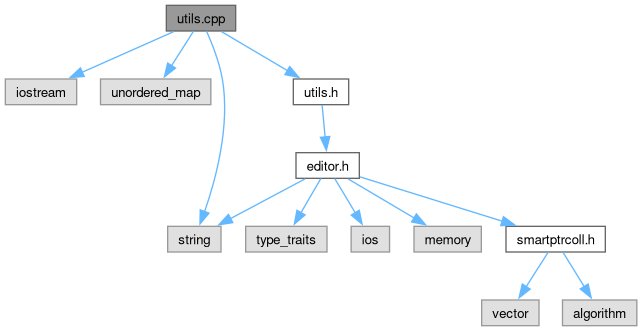 utils.cpp
iostream
unordered_map
utils.h
editor.h
string
type_traits
ios
memory
smartptrcoll.h
vector
algorithm